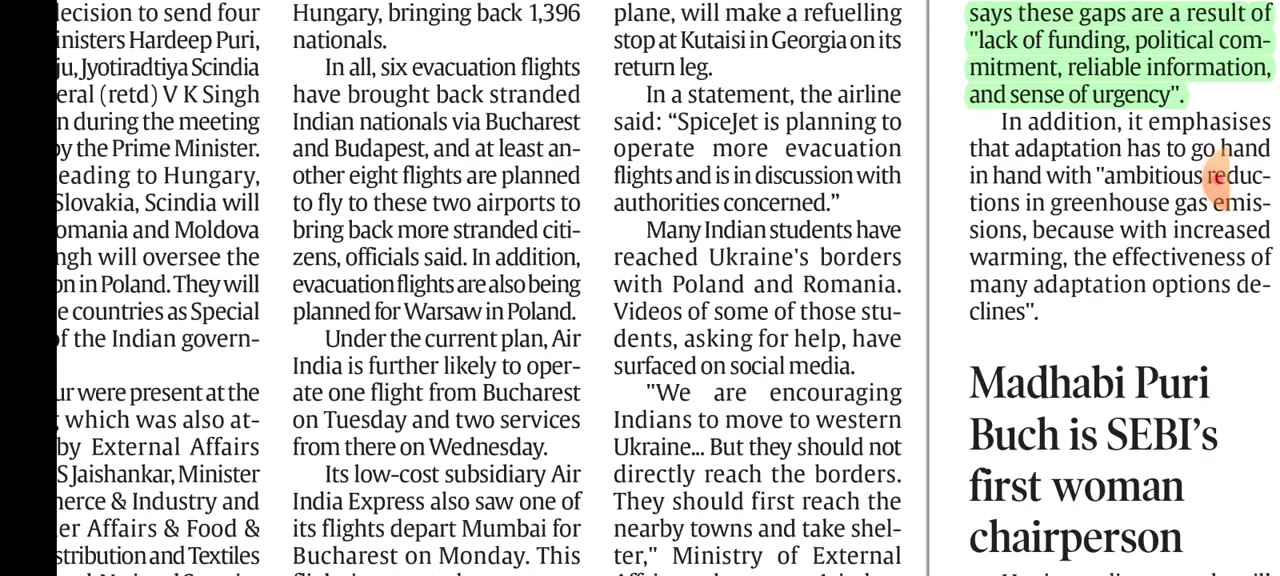 decision to send four
ministers Hardeep Puri,
ju, Jyotiradtiya Scindia
eral (retd) V K Singh
n during the meeting
by the Prime Minister.
eading to Hungary,
Slovakia, Scindia will
omania and Moldova
ngh will oversee the
on in Poland. They will
e countries as Special
of the Indian govern-
ur were present at the
which was also at-
by External Affairs
S Jaishankar, Minister
merce & Industry and
er Affairs & Food &
stribution and Textiles
Hungary, bringing back 1,396
nationals.
In all, six evacuation flights
have brought back stranded
Indian nationals via Bucharest
and Budapest, and at least an-
other eight flights are planned
to fly to these two airports to
bring back more stranded citi-
zens, officials said. In addition,
evacuation flights are also being
planned for Warsaw in Poland.
Under the current plan, Air
India is further likely to oper-
ate one flight from Bucharest
on Tuesday and two services
from there on Wednesday.
Its low-cost subsidiary Air
India Express also saw one of
its flights depart Mumbai for
Bucharest on Monday. This
plane, will make a refuelling
stop at Kutaisi in Georgia on its
return leg.
In a statement, the airline
said: “SpiceJet is planning to
operate more evacuation
flights and is in discussion with
authorities concerned.”
Many Indian students have
reached Ukraine's borders
with Poland and Romania.
Videos of some of those stu-
dents, asking for help, have
surfaced on social media.
"We are encouraging
Indians to move to western
Ukraine... But they should not
directly reach the borders.
They should first reach the
nearby towns and take shel-
ter," Ministry of External
says these gaps are a result of
"lack of funding, political com-
mitment, reliable information,
and sense of urgency".
In addition, it emphasises
that adaptation has to go hand
in hand with "ambitious reduc-
tions in greenhouse gas emis-
sions, because with increased
warming, the effectiveness of
many adaptation options de-
clines".
Madhabi Puri
Buch is SEBI’s
first woman
chairperson